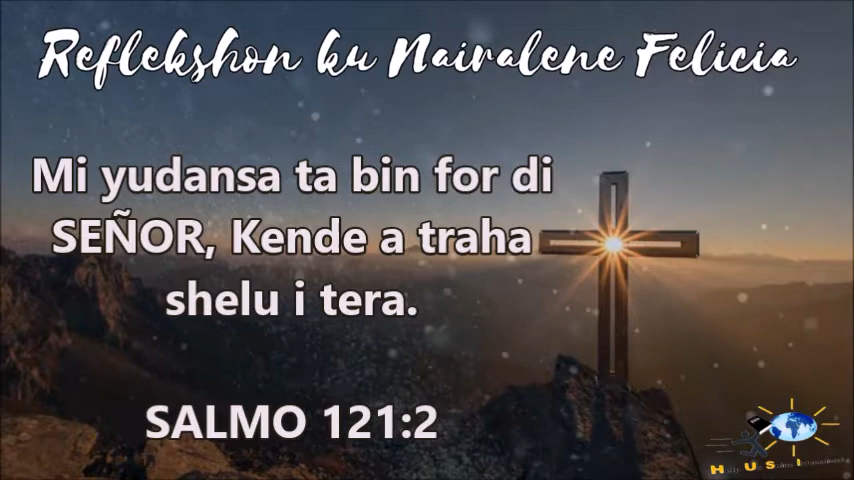 Reflekshon ku Nairalene Felicia
Mi yudansa ta bin for di
SEÑOR, Kende a traha
shelu i tera.
SALMO 121:2
H U S I